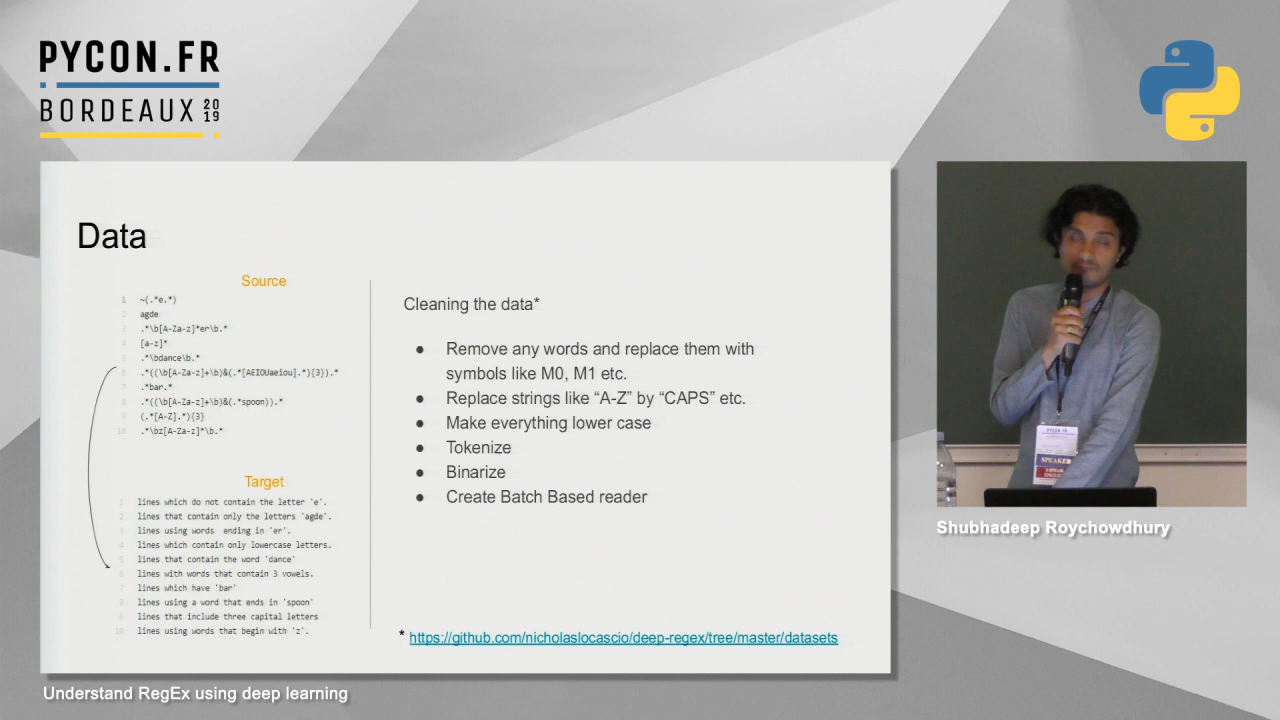 PYCON.FR
BORDEAUX 2019
Data
Source
1 ~(.*e.*)
2 agde
3 .*\b[A-Za-z]*er\b.*
4 [a-z]*
5 .*\bdance\b.*
6 .*((\b[A-Za-z]+\b)&(.*[AEIOUaeiou].*){3}).*
7 .*bar.*
8 .*((\b[A-Za-z]+\b)&(.*spoon)).*
9 (.*[A-Z].*){3}
10 .*\bz[A-Za-z]*\b.*
Target
1 lines which do not contain the letter 'e'.
2 lines that contain only the letters 'agde'.
3 lines using words ending in 'er'.
4 lines which contain only lowercase letters.
5 lines that contain the word 'dance'
6 lines with words that contain 3 vowels.
7 lines which have 'bar'
8 lines using a word that ends in 'spoon'
9 lines that include three capital letters
10 lines using words that begin with 'z'.
Cleaning the data*
● Remove any words and replace them with
symbols like M0, M1 etc.
● Replace strings like “A-Z” by “CAPS” etc.
● Make everything lower case
● Tokenize
● Binarize
● Create Batch Based reader
* https://github.com/nicholaslocascio/deep-regex/tree/master/datasets
PYCON.FR
SPEAKER
Shubhadeep Roychowdhury
Understand RegEx using deep learning